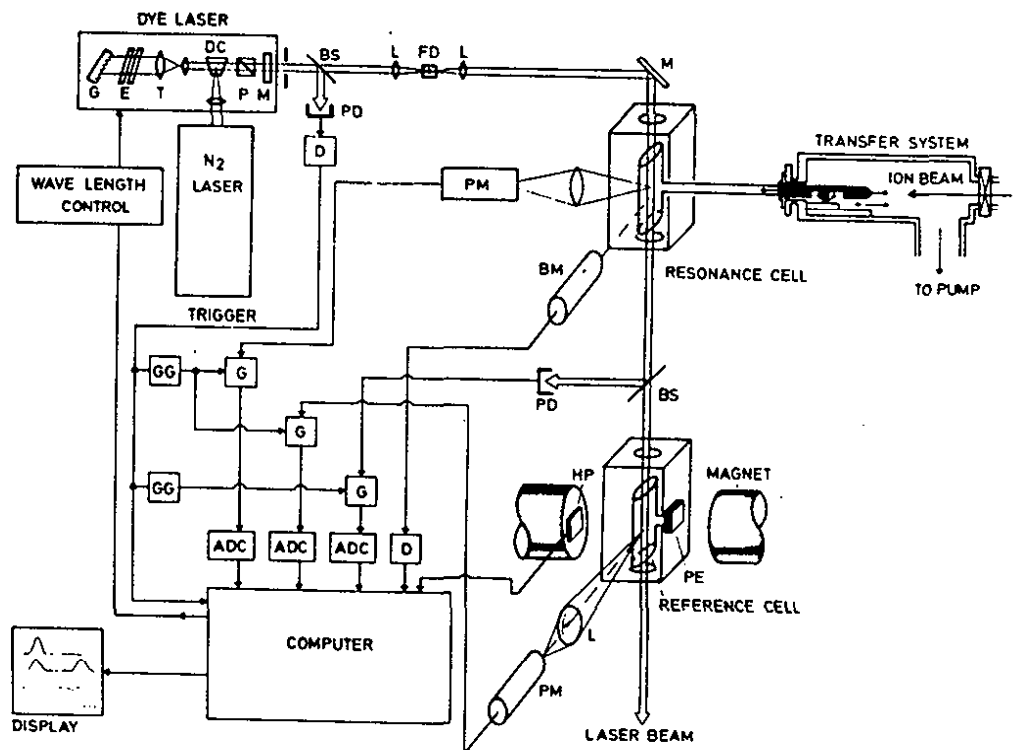 DYE LASER
DC
G E T P M
BS
L FD L
M
PD
D
N2
LASER
WAVE LENGTH
CONTROL
PM
TRANSFER SYSTEM
ION BEAM
TO PUMP
RESONANCE CELL
BM
TRIGGER
GG
G
G
PD
BS
GG
G
HP
MAGNET
ADC
ADC
ADC
D
PE
REFERENCE CELL
L
COMPUTER
PM
DISPLAY
LASER BEAM